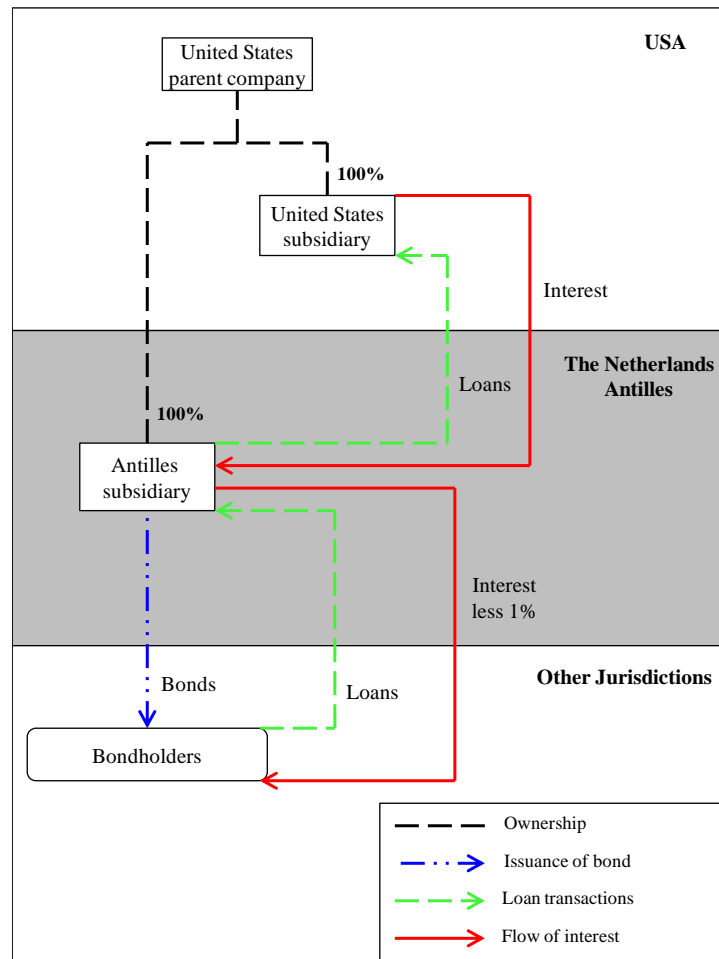 United States
parent company
USA
100%
United States
subsidiary
Interest
The Netherlands
Antilles
Loans
100%
Antilles
subsidiary
Interest
less 1%
Other Jurisdictions
Bonds
Loans
Bondholders
Ownership
Issuance of bond
Loan transactions
Flow of interest